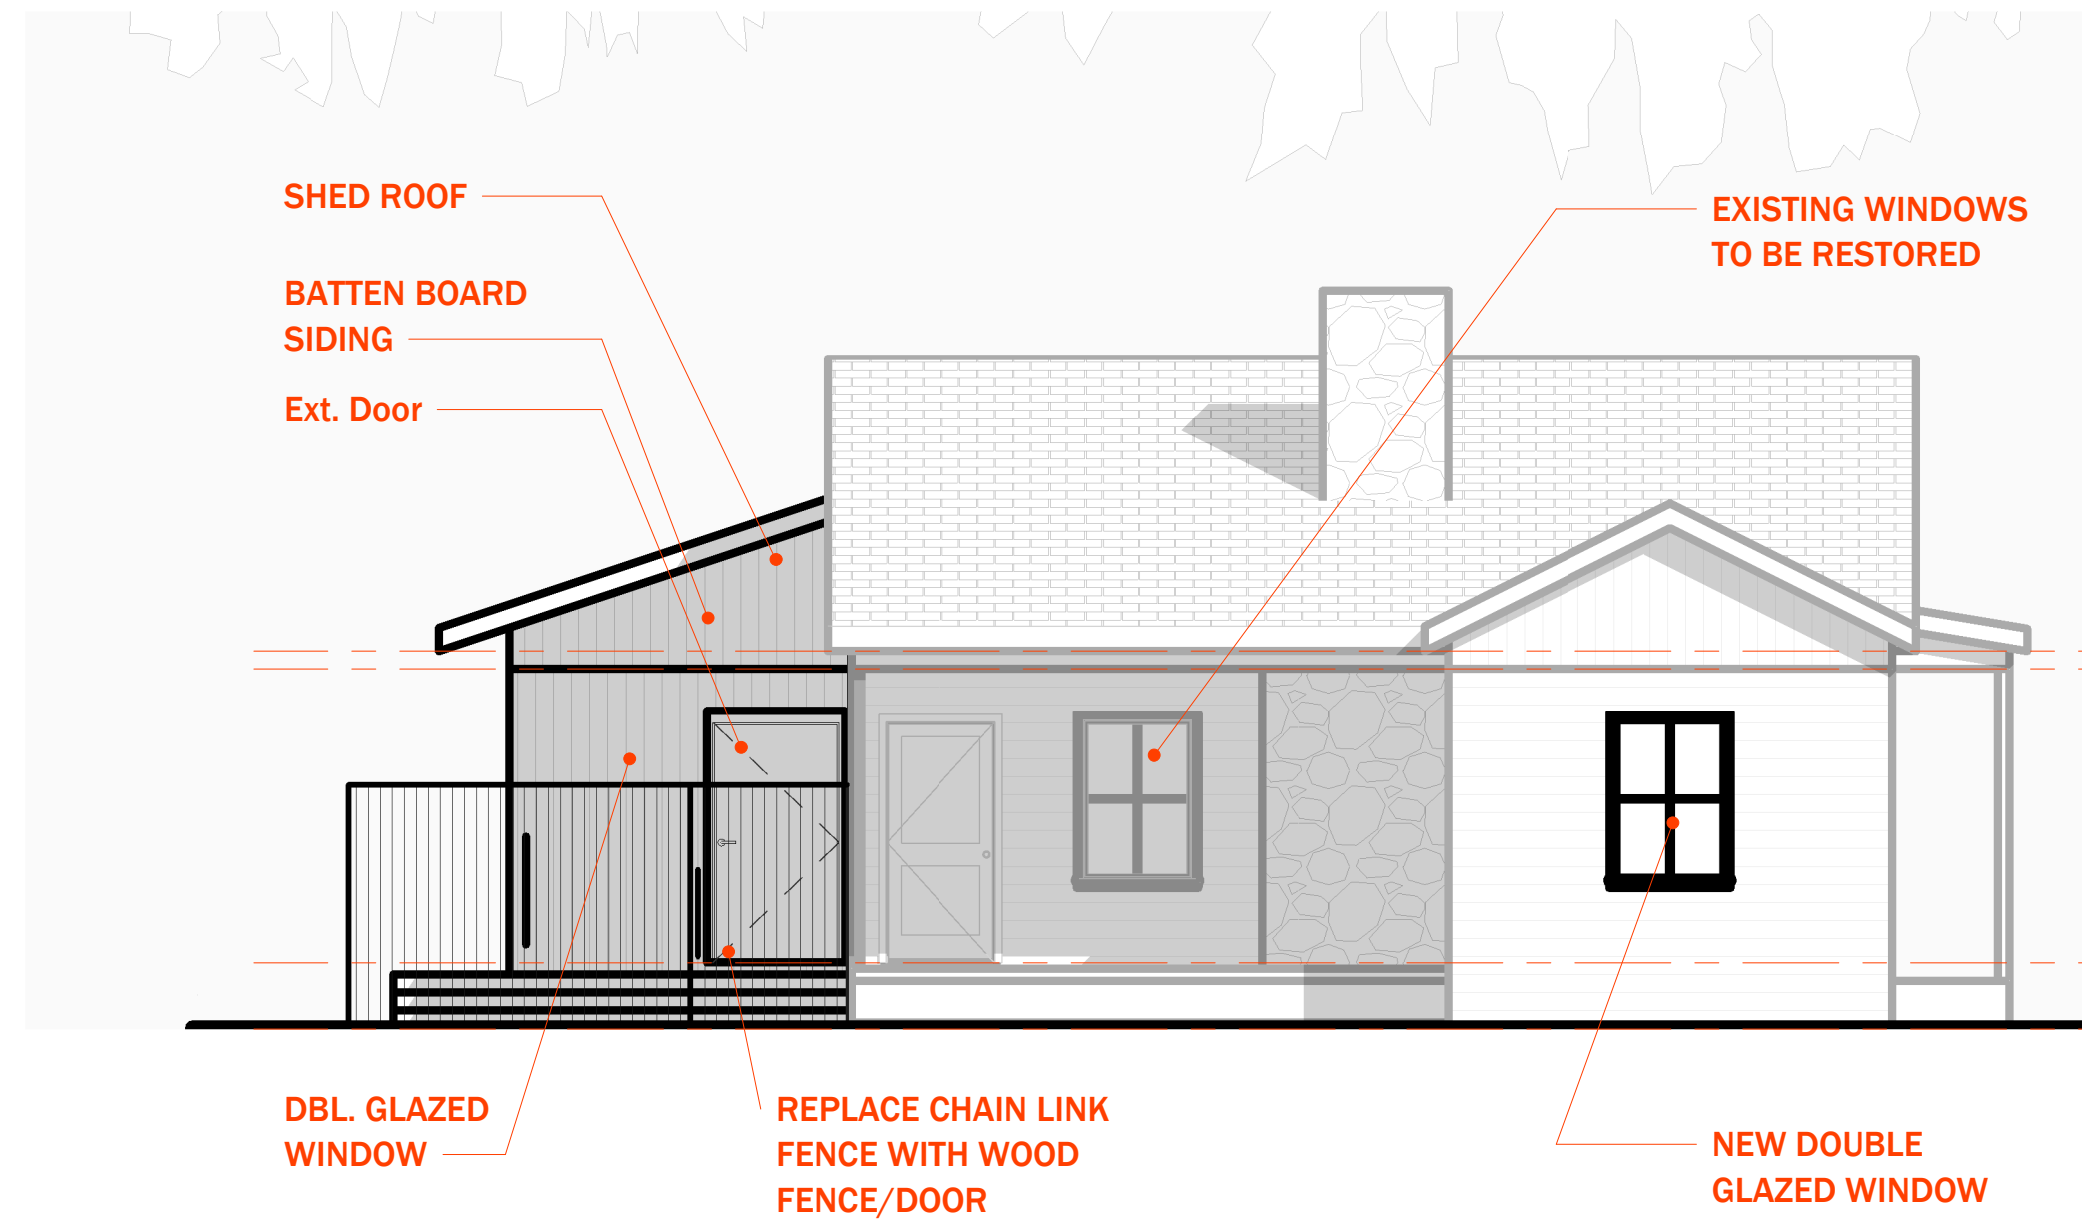 SHED ROOF
BATTEN BOARD
SIDING
Ext. Door
EXISTING WINDOWS
TO BE RESTORED
DBL. GLAZED
WINDOW
REPLACE CHAIN LINK
FENCE WITH WOOD
FENCE/DOOR
NEW DOUBLE
GLAZED WINDOW